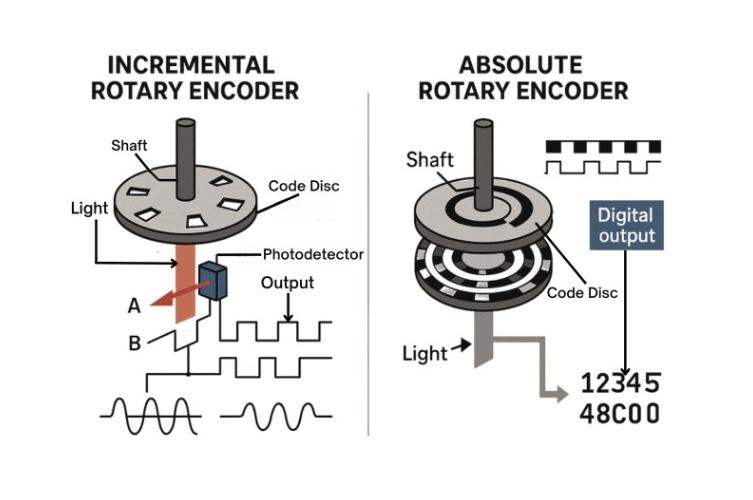 INCREMENTAL
ROTARY ENCODER
Shaft
Code Disc
Light
Photodetector
Output
A
B
ABSOLUTE
ROTARY ENCODER
Shaft
Digital
output
Code Disc
Light
12345
48C00